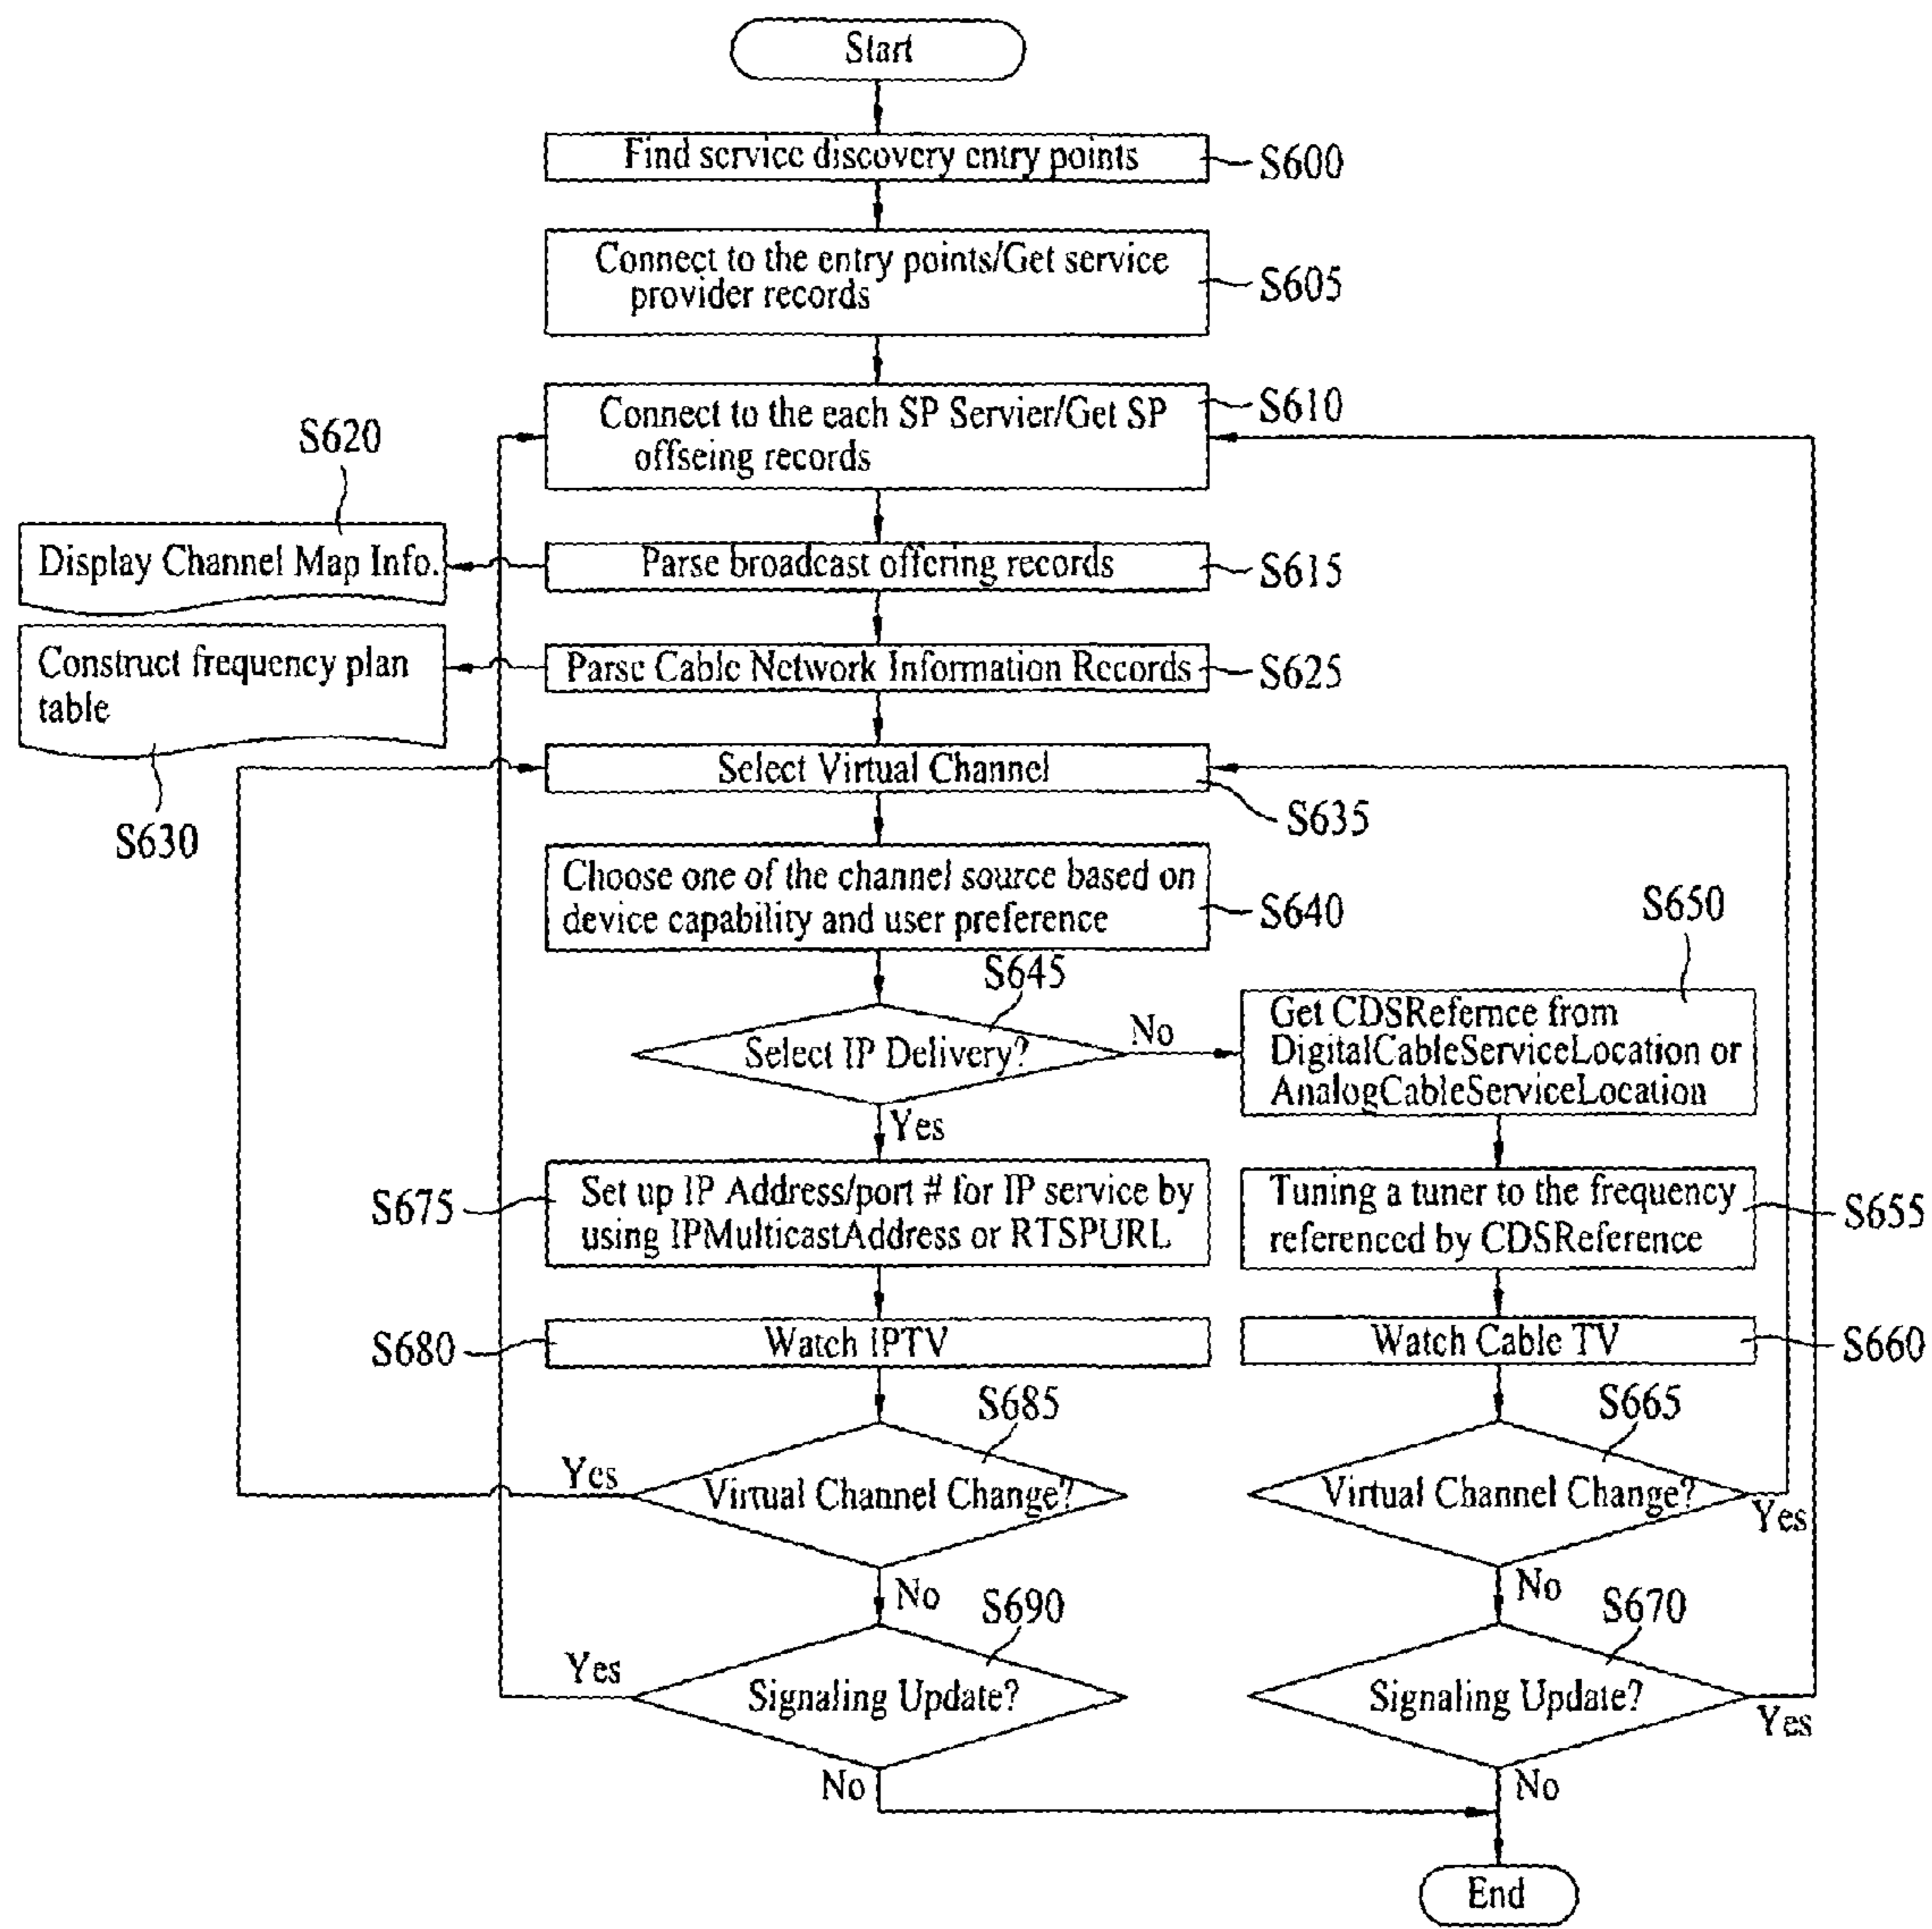 Start
Find service discovery entry points
S600
Connect to the entry points/Get service
provider records
S605
Connect to the each SP Servier/Get SP
offseing records
S610
S620
Display Channel Map Info.
Parse broadcast offering records
S615
Construct frequency plan
table
S630
Parse Cable Network Information Records
S625
Select Virtual Channel
S635
Choose one of the channel source based on
device capability and user preference
S640
S645
Select IP Delivery?
No
Yes
S650
Get CDSRefernce from
DigitalCableServiceLocation or
AnalogCableServiceLocation
S675
Set up IP Address/port # for IP service by
using IPMulticastAddress or RTSPURL
Tuning a tuner to the frequency
referenced by CDSReference
S655
S680
Watch IPTV
Watch Cable TV
S660
S685
Virtual Channel Change?
Yes
No
S665
Virtual Channel Change?
Yes
No
S690
Signaling Update?
Yes
No
S670
Signaling Update?
Yes
No
End